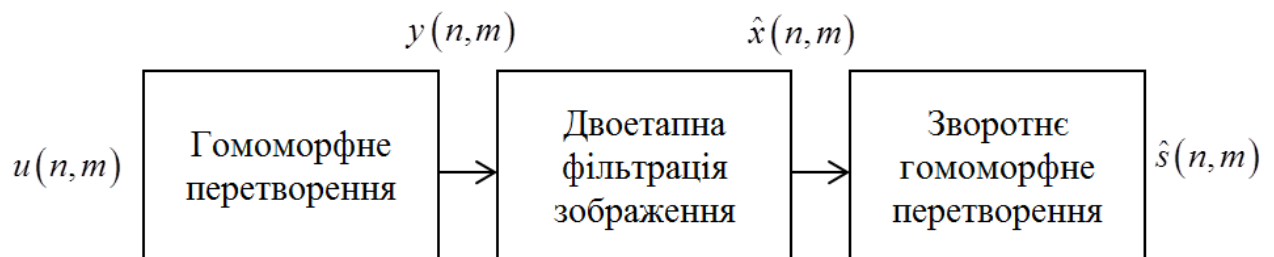 y(n,m)
x̂(n,m)
u(n,m)
Гомоморфне
перетворення
Двоетапна
фільтрація
зображення
Зворотнє
гомоморфне
перетворення
ŝ(n,m)